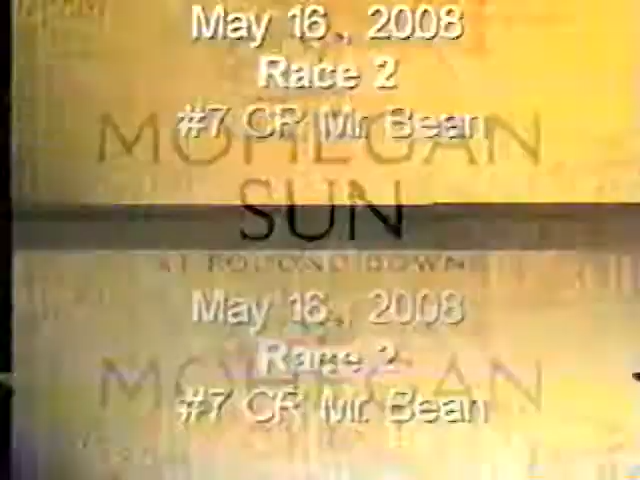 May 16., 2008
Race 2
#7 CR Mr. Bean
MOHEGAN
SUN
AT POCONO DOWNS
May 16., 2008
Race 2
MOHEGAN
#7 CR Mr. Bean